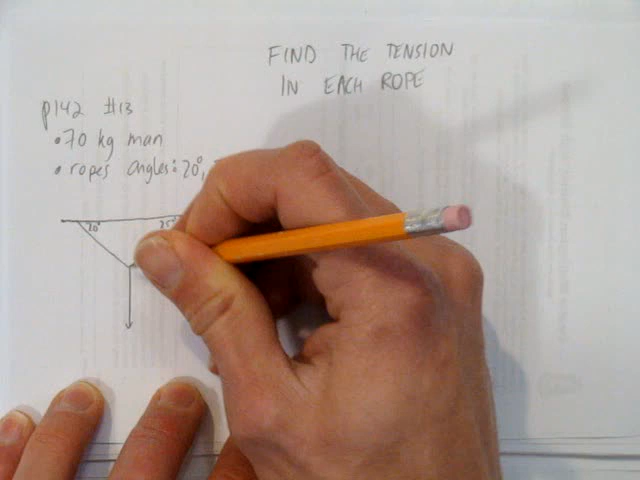 FIND THE TENSION
IN EACH ROPE
p142 #13
• 70 kg man
• ropes angles: 20°,
20° 25°